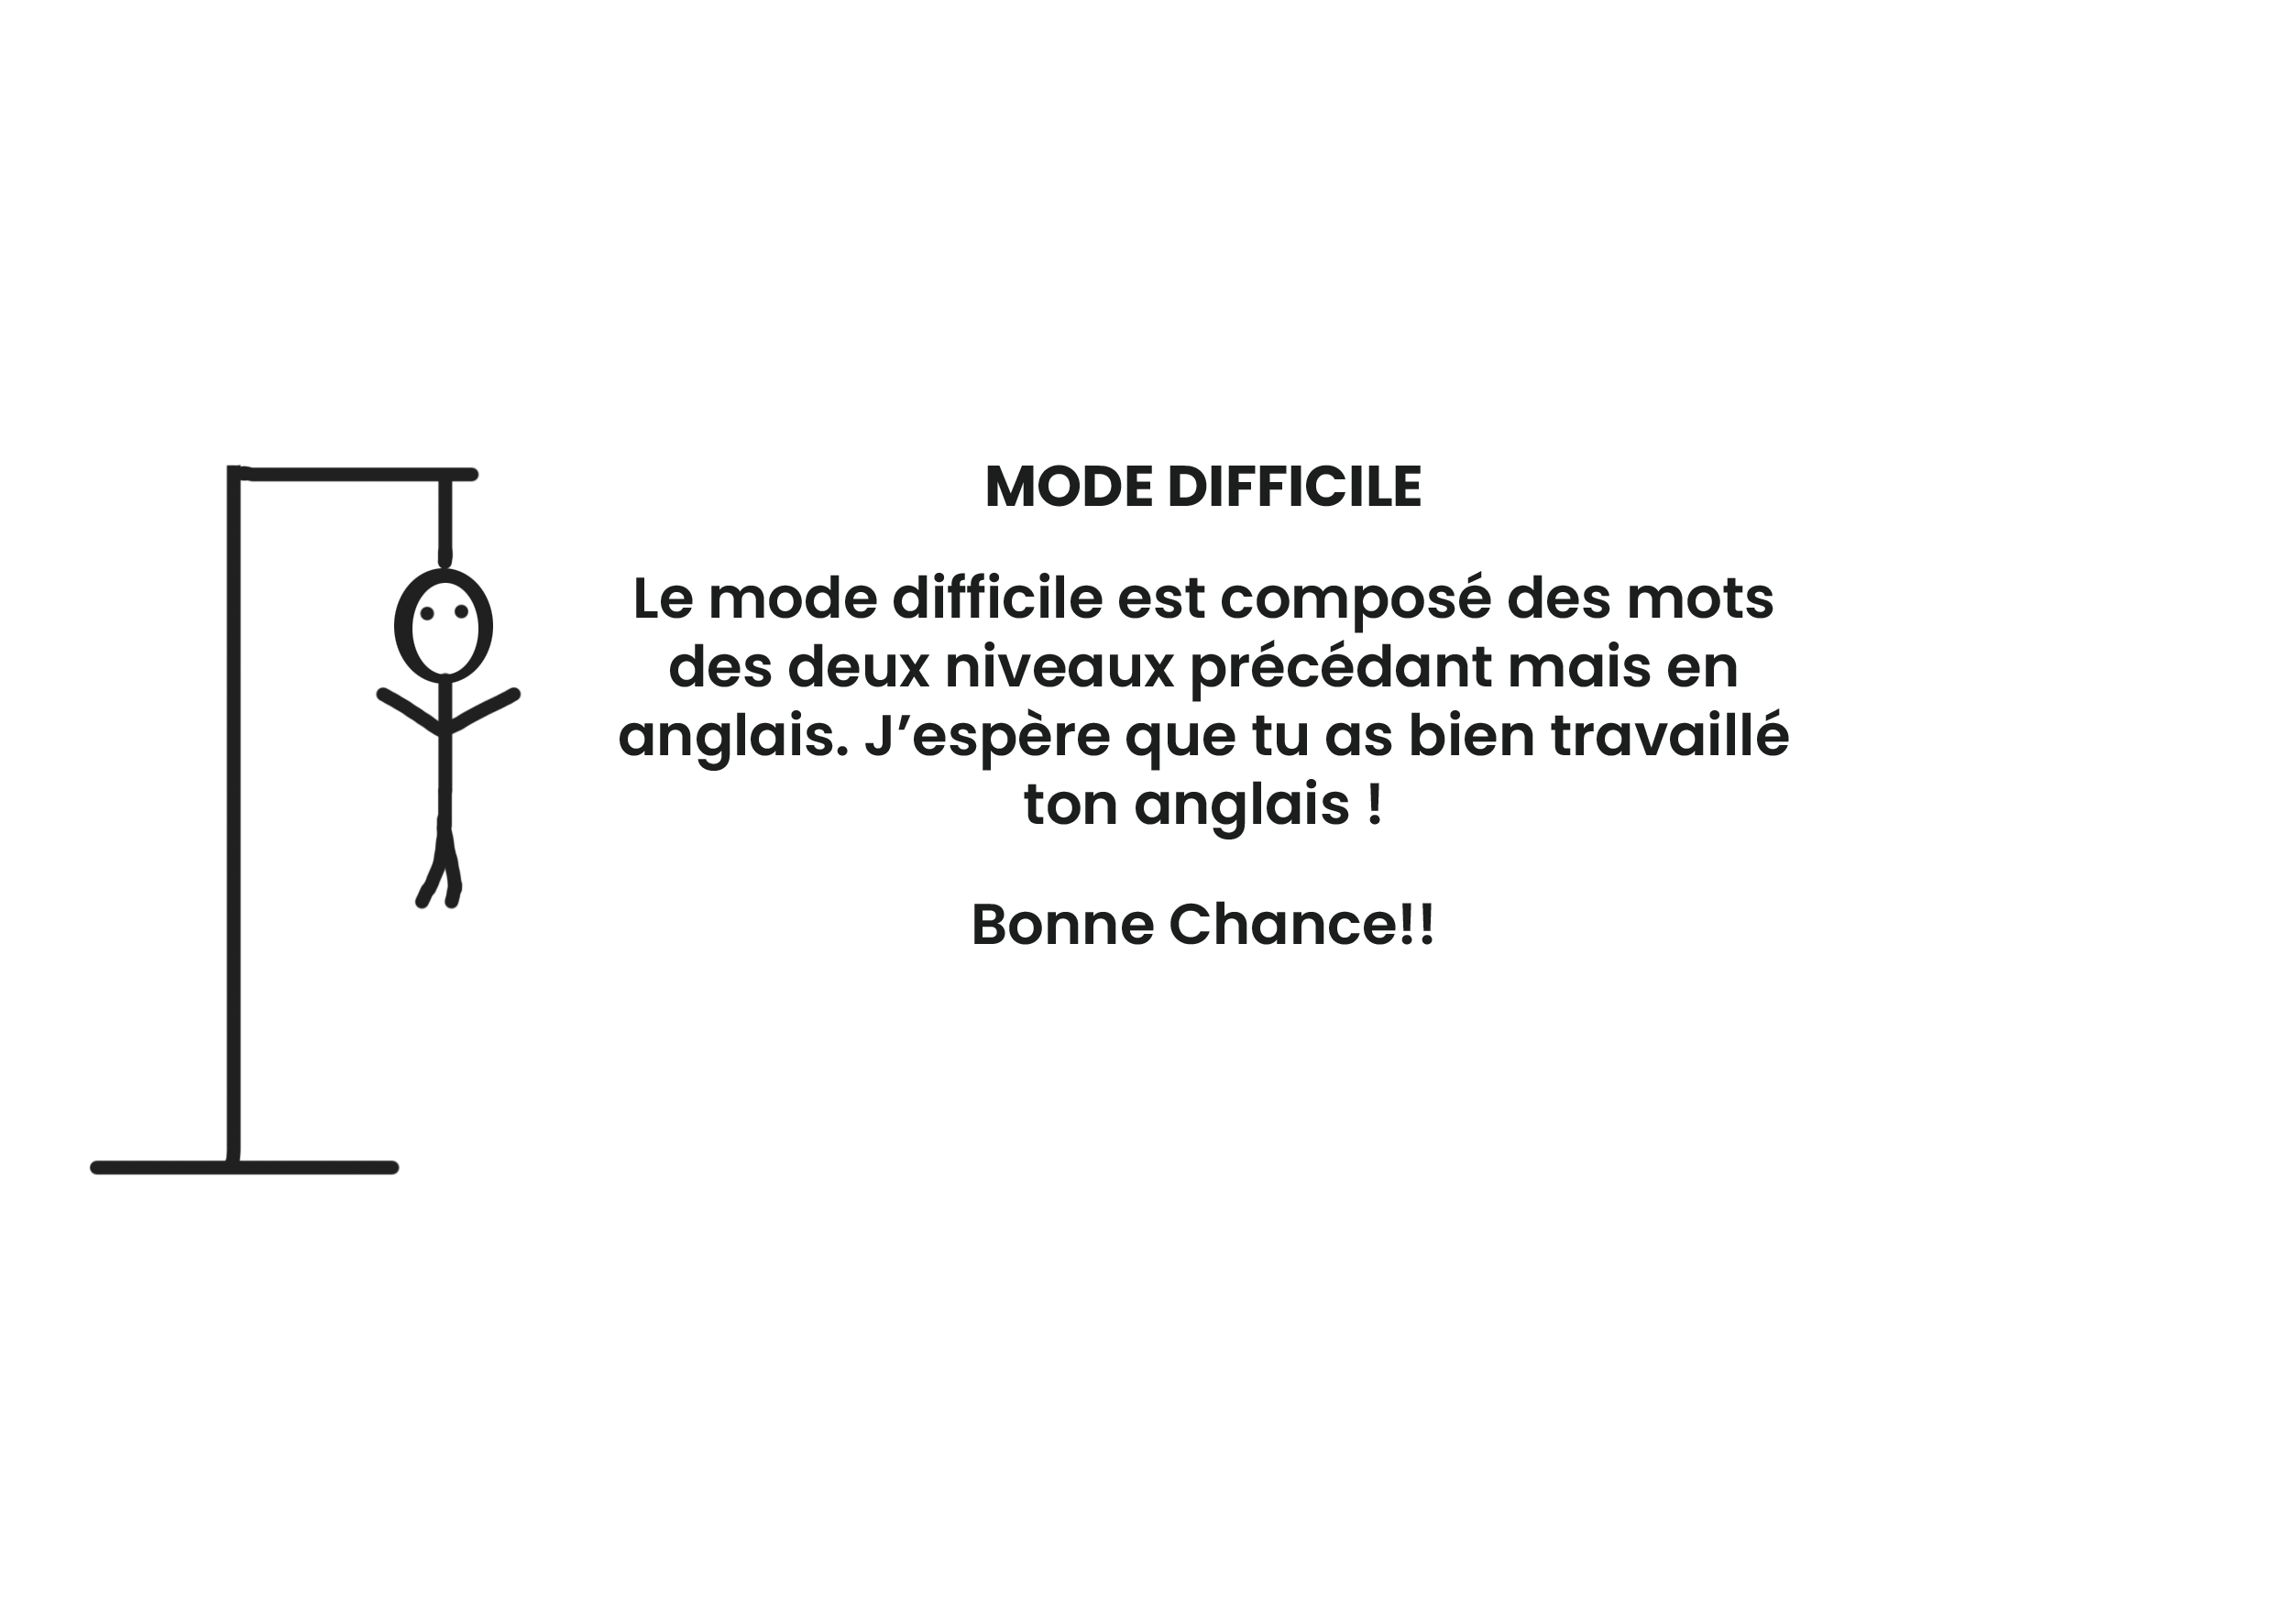 MODE DIFFICILE
Le mode difficile est composé des mots
des deux niveaux précédant mais en
anglais. J’espère que tu as bien travaillé
ton anglais !
Bonne Chance!!